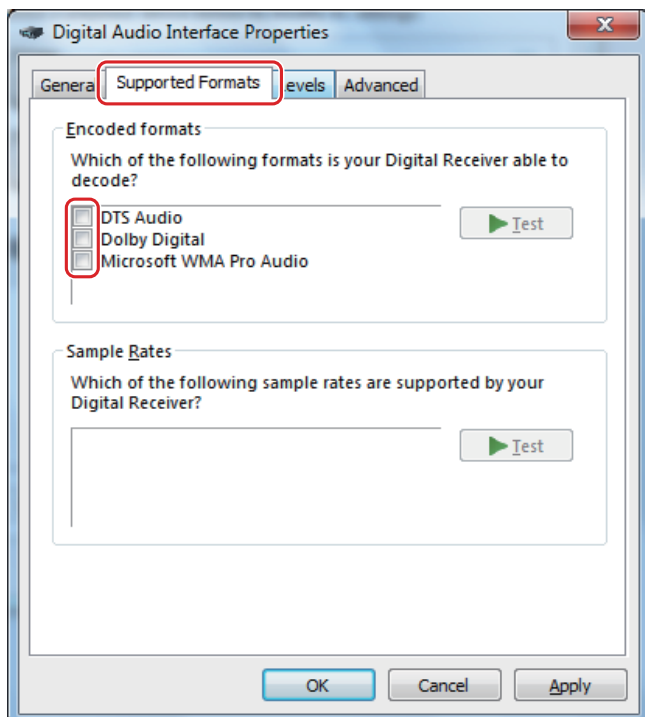 Digital Audio Interface Properties
General Supported Formats Levels Advanced
Encoded formats
Which of the following formats is your Digital Receiver able to
decode?
DTS Audio
Test
Dolby Digital
Microsoft WMA Pro Audio
Sample Rates
Which of the following sample rates are supported by your
Digital Receiver?
Test
OK Cancel Apply